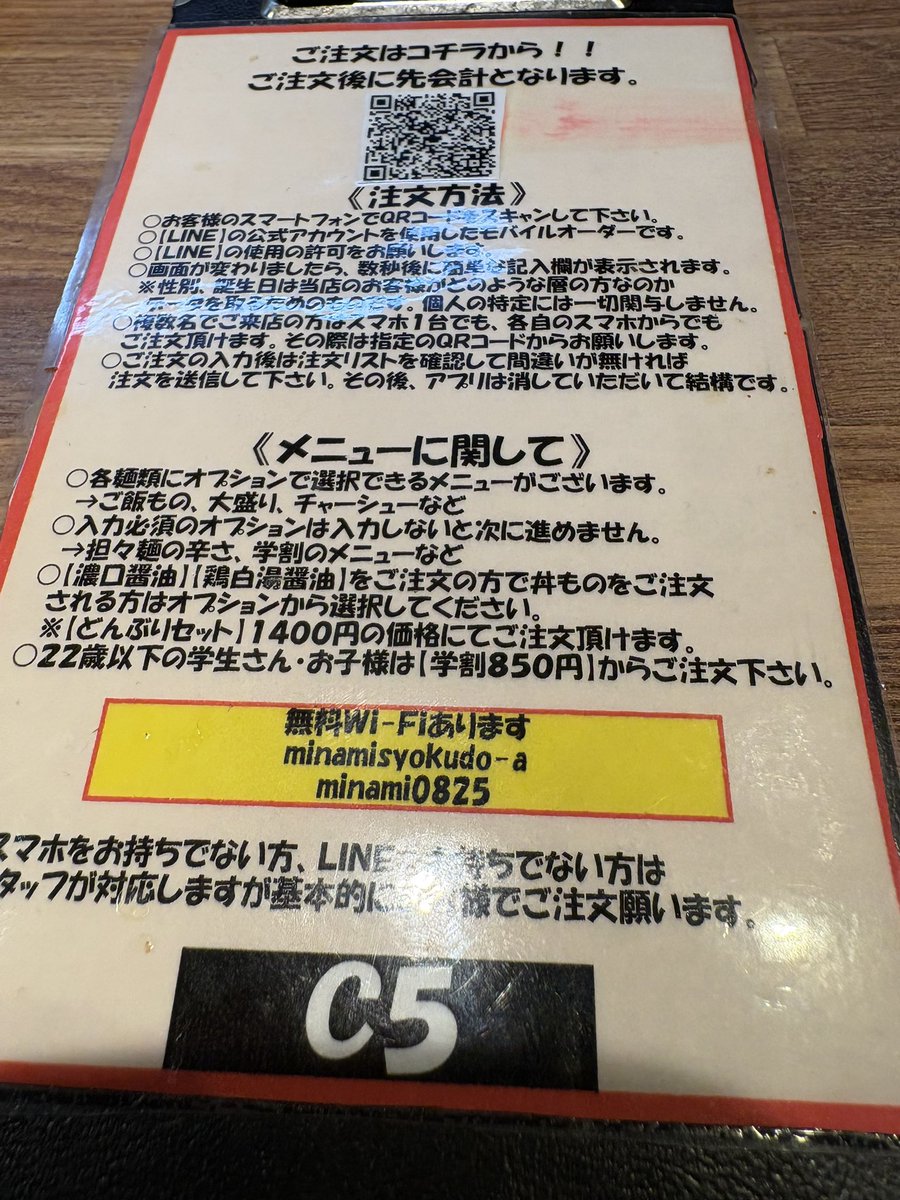 ご注文はコチラから！！
ご注文後に先会計となります。
《注文方法》
○お客様のスマートフォンでQRコードをスキャンして下さい。
○【LINE】の公式アカウントを使用したモバイルオーダーです。
○【LINE】の使用の許可をお願いします。
○画面が変わりましたら、数秒後に簡単な記入欄が表示されます。
※性別、誕生日は当店のお客様がどのような層の方なのか
データを取るためのものです。個人の特定には一切関与しません。
○複数名でご来店の方はスマホ1台でも、各自のスマホからでも
ご注文頂けます。その際は指定のQRコードからお願いします。
○ご注文の入力後は注文リストを確認して間違いが無ければ
注文を送信して下さい。その後、アプリは消していただいて結構です。
《メニューに関して》
○各麺類にオプションで選択できるメニューがございます。
→ご飯もの、大盛り、チャーシューなど
○入力必須のオプションは入力しないと次に進めません。
→担々麺の辛さ、学割のメニューなど
○【濃口醤油】【鶏白湯醤油】をご注文の方で丼ものをご注文
される方はオプションから選択してください。
※【どんぶりセット】1400円の価格にてご注文頂けます。
○22歳以下の学生さん・お子様は【学割850円】からご注文下さい。
無料Wi-Fiあります
minamisyokudo-a
minami0825
スマホをお持ちでない方、LINE 持ちでない方は
タッフが対応しますが基本的に 様でご注文願います。
C5